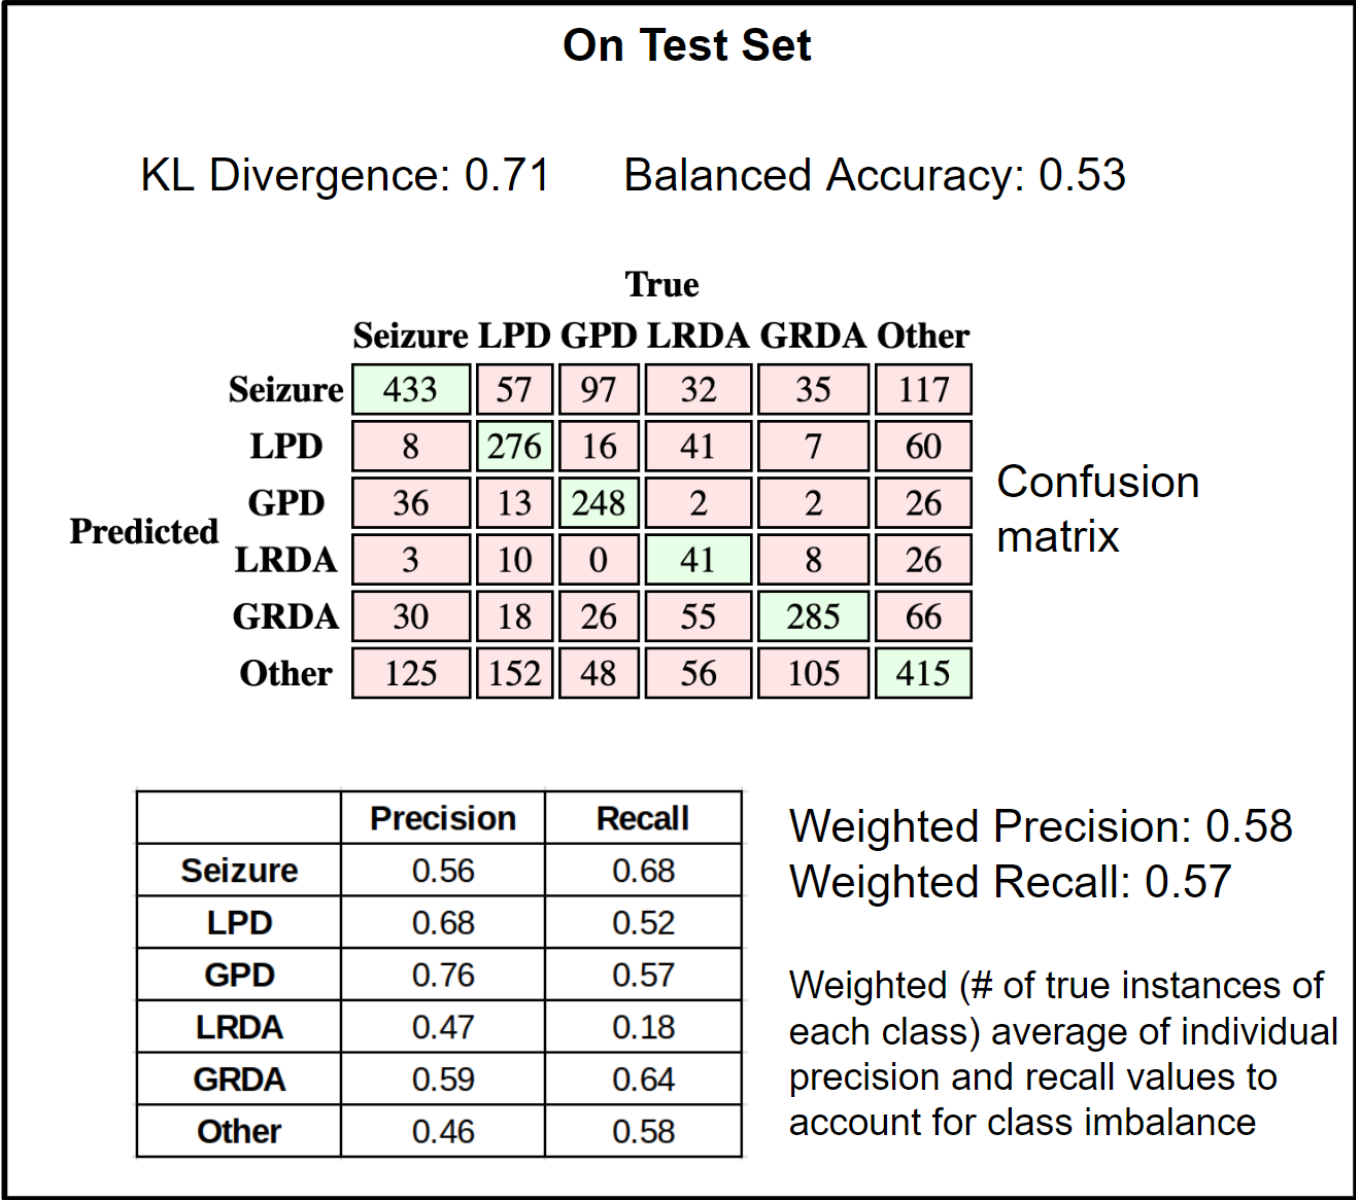 On Test Set
KL Divergence: 0.71 Balanced Accuracy: 0.53
True
Seizure LPD GPD LRDA GRDA Other
Seizure 433 57 97 32 35 117
LPD 8 276 16 41 7 60
GPD 36 13 248 2 2 26
Predicted
LRDA 3 10 0 41 8 26
GRDA 30 18 26 55 285 66
Other 125 152 48 56 105 415
Confusion
matrix
Precision Recall
Seizure 0.56 0.68
LPD 0.68 0.52
GPD 0.76 0.57
LRDA 0.47 0.18
GRDA 0.59 0.64
Other 0.46 0.58
Weighted Precision: 0.58
Weighted Recall: 0.57
Weighted (# of true instances of
each class) average of individual
precision and recall values to
account for class imbalance